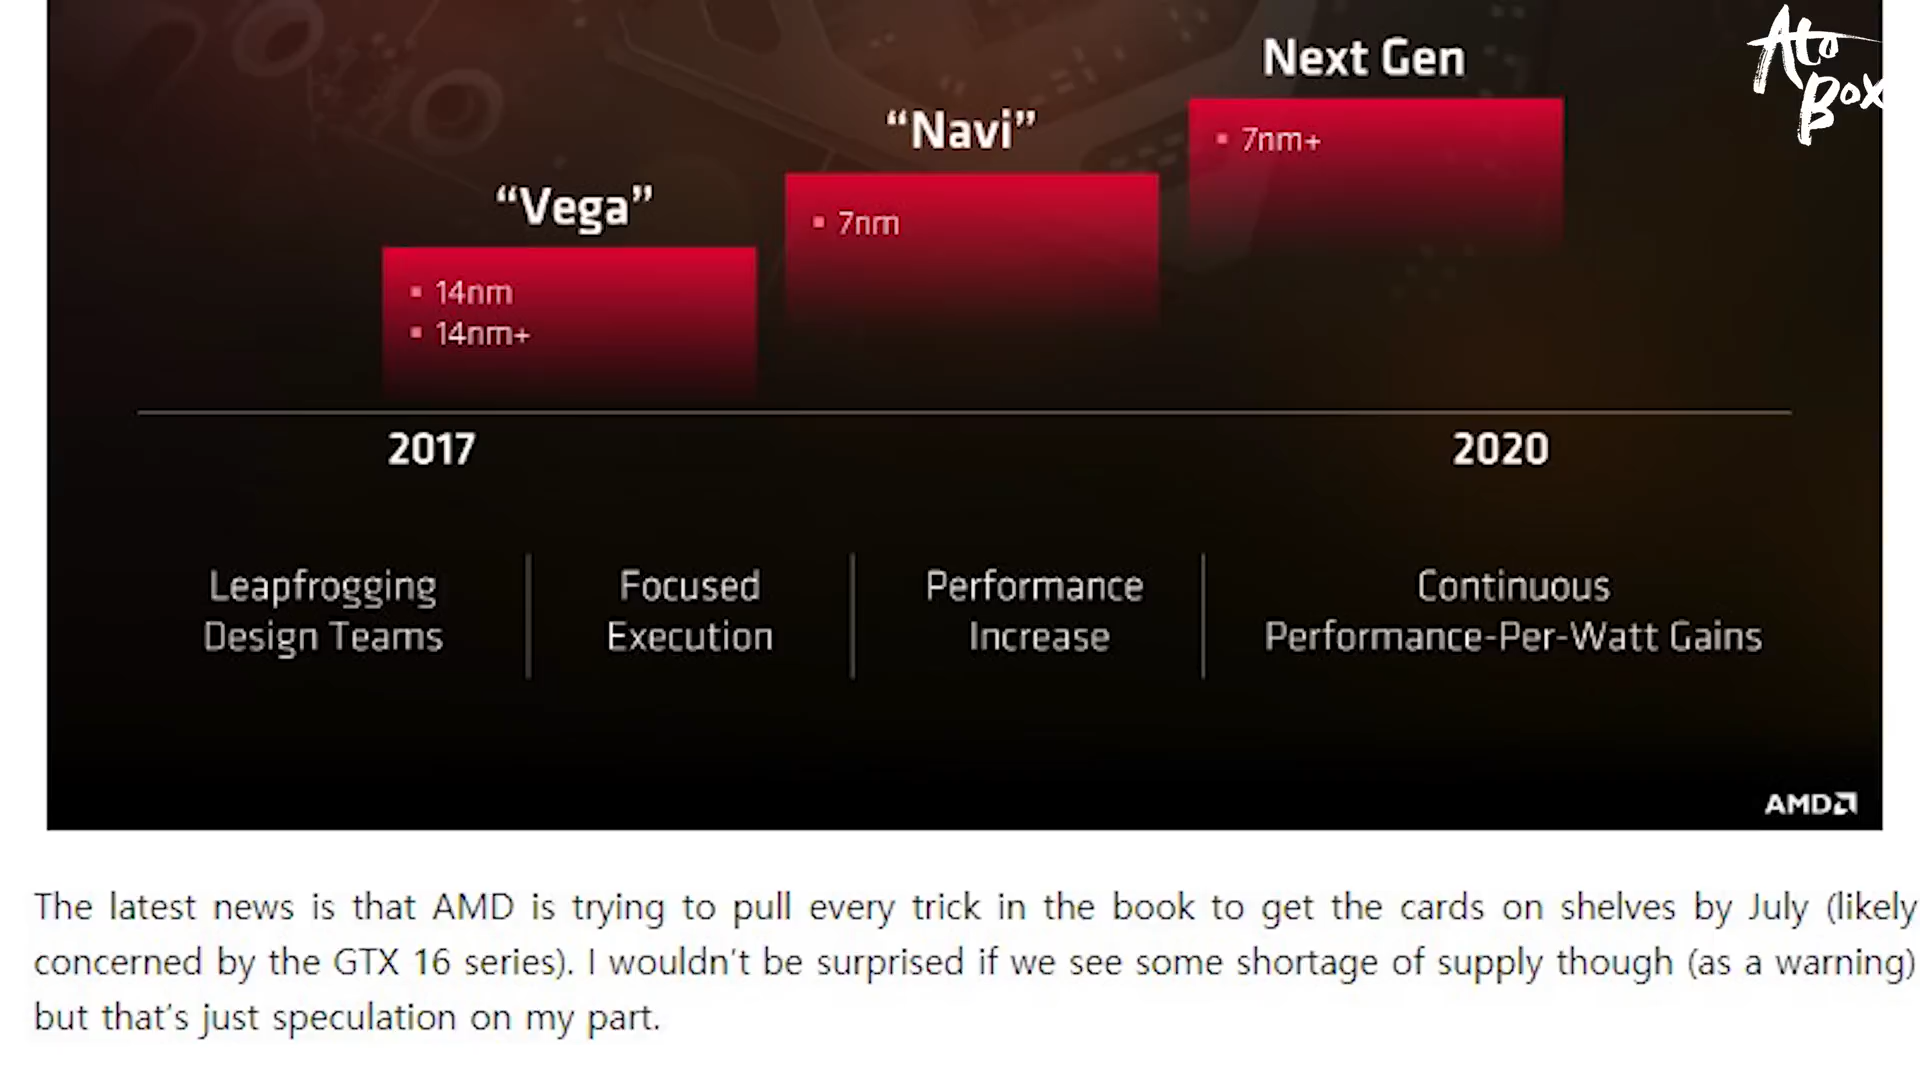 Ato
Box
Next Gen
▪ 7nm+
“Navi”
▪ 7nm
“Vega”
▪ 14nm
▪ 14nm+
2017
2020
Leapfrogging
Design Teams
Focused
Execution
Performance
Increase
Continuous
Performance-Per-Watt Gains
AMD
The latest news is that AMD is trying to pull every trick in the book to get the cards on shelves by July (likely
concerned by the GTX 16 series). I wouldn’t be surprised if we see some shortage of supply though (as a warning)
but that’s just speculation on my part.